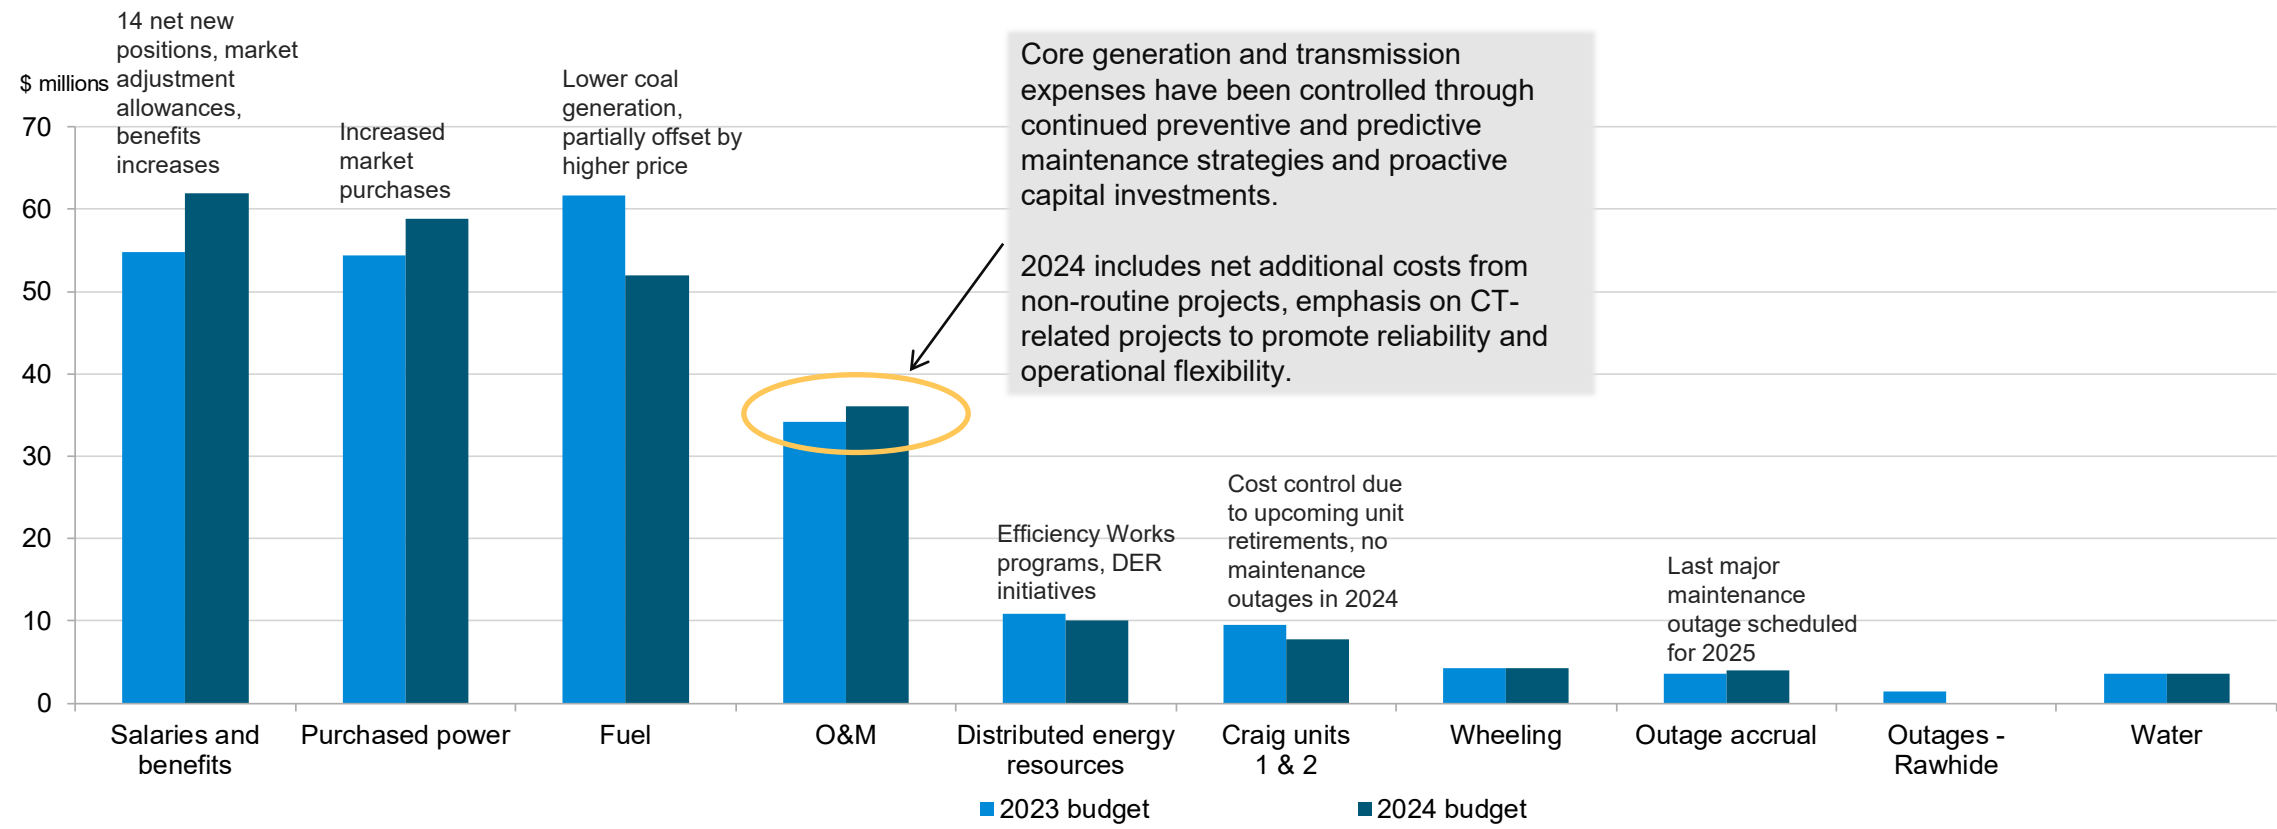 $ millions
14 net new
positions, market
adjustment
allowances,
benefits
increases
Increased
market
purchases
Lower coal
generation,
partially offset by
higher price
Core generation and transmission
expenses have been controlled through
continued preventive and predictive
maintenance strategies and proactive
capital investments.
2024 includes net additional costs from
non-routine projects, emphasis on CT-
related projects to promote reliability and
operational flexibility.
Efficiency Works
programs, DER
initiatives
Cost control due
to upcoming unit
retirements, no
maintenance
outages in 2024
Last major
maintenance
outage scheduled
for 2025
70
60
50
40
30
20
10
0
Salaries and
benefits
Purchased power
Fuel
O&M
Distributed energy
resources
Craig units
1 & 2
Wheeling
Outage accrual
Outages -
Rawhide
Water
2023 budget
2024 budget